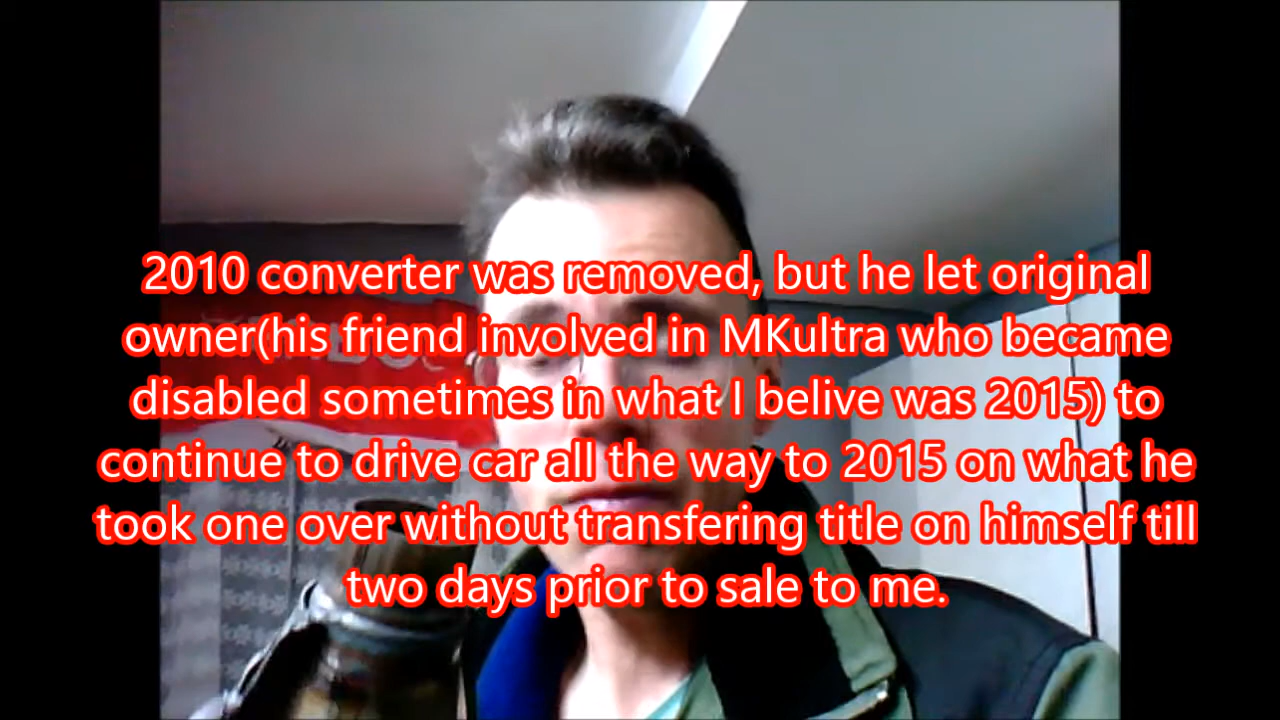 2010 converter was removed, but he let original
owner(his friend involved in MKultra who became
disabled sometimes in what I belive was 2015) to
continue to drive car all the way to 2015 on what he
took one over without transfering title on himself till
two days prior to sale to me.